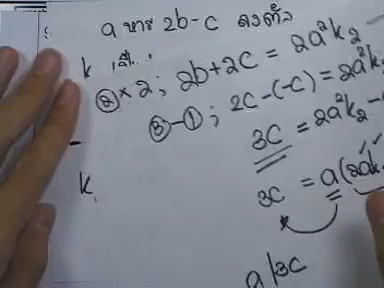 a หาร 2b-c ลงตัว
k
②×2; 2b+2c = 2a²k₂
③-①; 2c-(-c) = 2a²k₂
3c = 2a²k₂-
k,
3c = a(2ak
a|3c